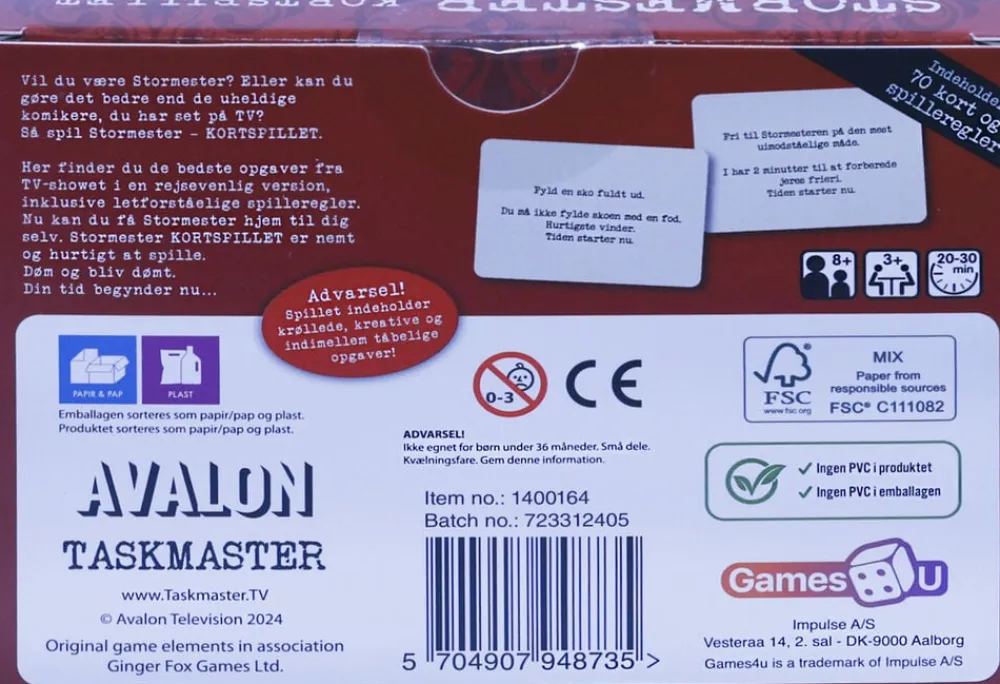 STORMESTER KORTSPILLET
Vil du være Stormester? Eller kan du
gøre det bedre end de uheldige
komikere, du har set på TV?
Så spil Stormester – KORTSPILLET.
Her finder du de bedste opgaver fra
TV-showet i en rejsevenlig version,
inklusive letforståelige spilleregler.
Nu kan du få Stormester hjem til dig
selv. Stormester KORTSPILLET er nemt
og hurtigt at spille.
Døm og bliv dømt.
Din tid begynder nu...
Fyld en sko fuldt ud.
Du må ikke fylde skoen med en fod.
Hurtigste vinder.
Tiden starter nu.
Fri til Stormesteren på den mest
uimodståelige måde.
I har 2 minutter til at forberede
jeres frieri.
Tiden starter nu.
Indeholder
70 kort og
spilleregler
8+
3+
20-30
min
Advarsel!
Spillet indeholder
krøllede, kreative og
indimellem tåbelige
opgaver!
PAPIR & PAP
PLAST
Emballagen sorteres som papir/pap og plast.
Produktet sorteres som papir/pap og plast.
AVALON
TASKMASTER
www.Taskmaster.TV
© Avalon Television 2024
Original game elements in association
Ginger Fox Games Ltd.
0-3
CE
ADVARSEL!
Ikke egnet for børn under 36 måneder. Små dele.
Kvælningsfare. Gem denne information.
Item no.: 1400164
Batch no.: 723312405
5 704907 948735 >
FSC
www.fsc.org
MIX
Paper from
responsible sources
FSC® C111082
Ingen PVC i produktet
Ingen PVC i emballagen
Games4U
Impulse A/S
Vesteraa 14, 2. sal - DK-9000 Aalborg
Games4u is a trademark of Impulse A/S